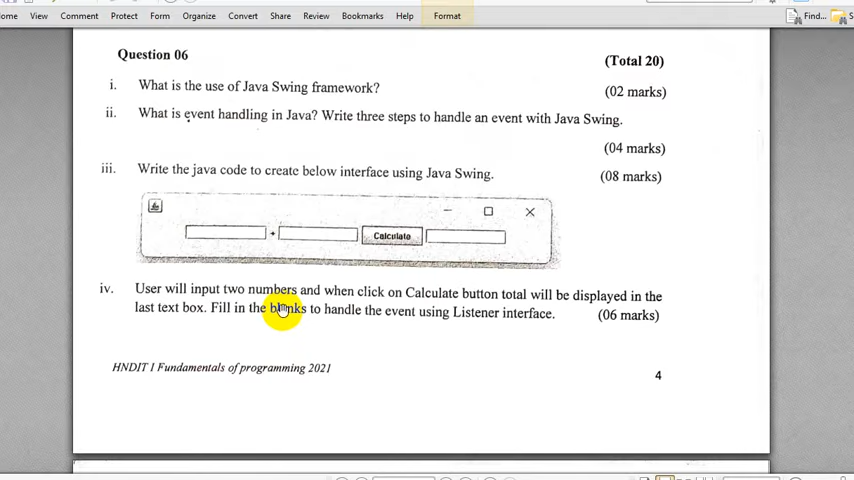 ome View Comment Protect Form Organize Convert Share Review Bookmarks Help Format Find...
Question 06
(Total 20)
i. What is the use of Java Swing framework? (02 marks)
ii. What is event handling in Java? Write three steps to handle an event with Java Swing.
(04 marks)
iii. Write the java code to create below interface using Java Swing. (08 marks)
+ Calculate
iv. User will input two numbers and when click on Calculate button total will be displayed in the
last text box. Fill in the blanks to handle the event using Listener interface. (06 marks)
HNDIT I Fundamentals of programming 2021
4